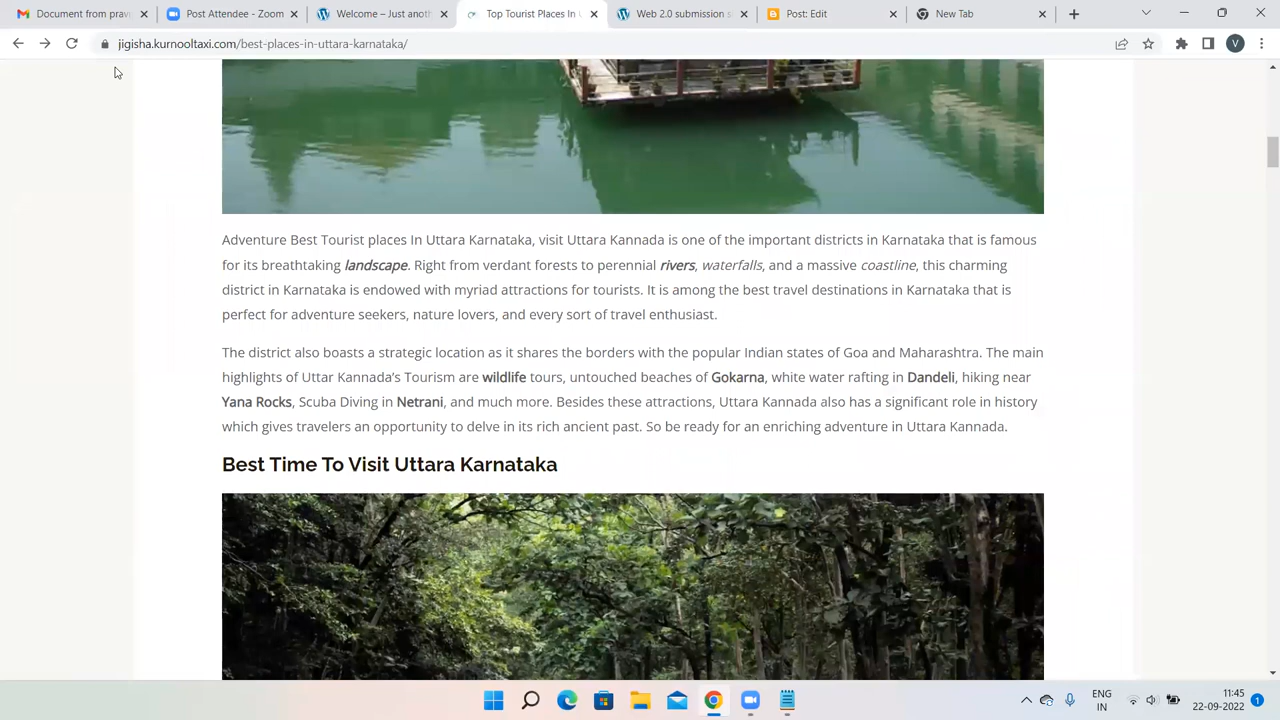 Document from prav
Post Attendee - Zoom
Welcome – Just anoth
Top Tourist Places In U
Web 2.0 submission s
Post: Edit
New Tab
jigisha.kurnooltaxi.com/best-places-in-uttara-karnataka/
V
Adventure Best Tourist places In Uttara Karnataka, visit Uttara Kannada is one of the important districts in Karnataka that is famous
for its breathtaking landscape. Right from verdant forests to perennial rivers, waterfalls, and a massive coastline, this charming
district in Karnataka is endowed with myriad attractions for tourists. It is among the best travel destinations in Karnataka that is
perfect for adventure seekers, nature lovers, and every sort of travel enthusiast.
The district also boasts a strategic location as it shares the borders with the popular Indian states of Goa and Maharashtra. The main
highlights of Uttar Kannada’s Tourism are wildlife tours, untouched beaches of Gokarna, white water rafting in Dandeli, hiking near
Yana Rocks, Scuba Diving in Netrani, and much more. Besides these attractions, Uttara Kannada also has a significant role in history
which gives travelers an opportunity to delve in its rich ancient past. So be ready for an enriching adventure in Uttara Kannada.
Best Time To Visit Uttara Karnataka
ENG
IN
11:45
22-09-2022
1